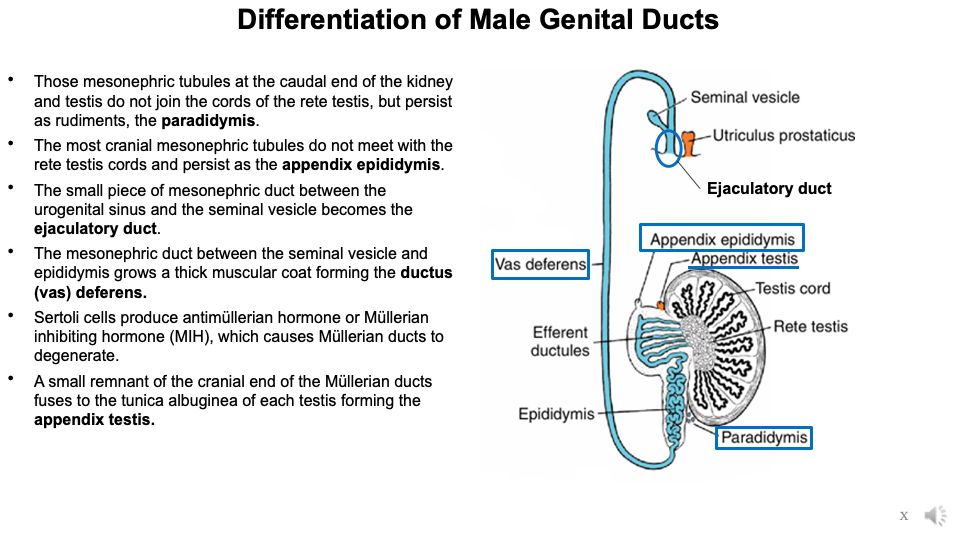 Differentiation of Male Genital Ducts
• Those mesonephric tubules at the caudal end of the kidney
and testis do not join the cords of the rete testis, but persist
as rudiments, the paradidymis.
• The most cranial mesonephric tubules do not meet with the
rete testis cords and persist as the appendix epididymis.
• The small piece of mesonephric duct between the
urogenital sinus and the seminal vesicle becomes the
ejaculatory duct.
• The mesonephric duct between the seminal vesicle and
epididymis grows a thick muscular coat forming the ductus
(vas) deferens.
• Sertoli cells produce antimüllerian hormone or Müllerian
inhibiting hormone (MIH), which causes Müllerian ducts to
degenerate.
• A small remnant of the cranial end of the Müllerian ducts
fuses to the tunica albuginea of each testis forming the
appendix testis.
Seminal vesicle
Utriculus prostaticus
Ejaculatory duct
Appendix epididymis
Vas deferens
Appendix testis
Testis cord
Rete testis
Efferent
ductules
Epididymis
Paradidymis
x